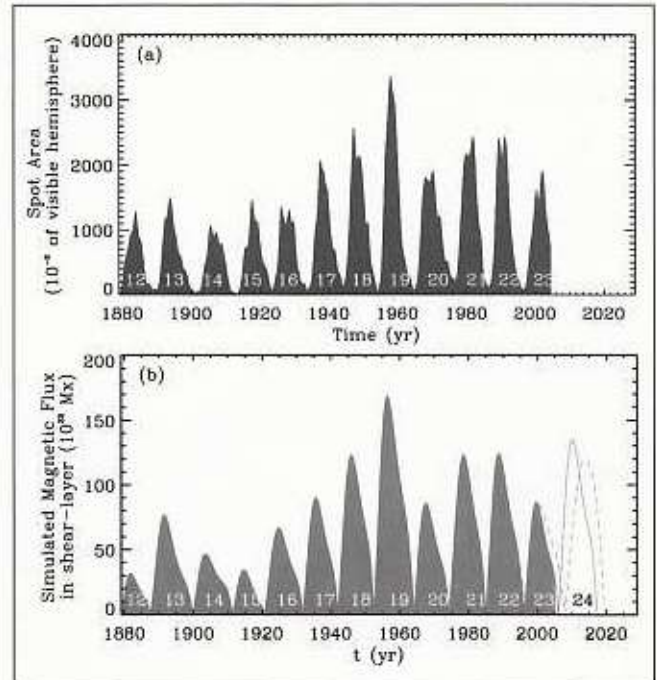 4000
3000
2000
1000
0
Spot Area
(10⁻⁶ of visible hemisphere)
(a)
12 13 14 15 16 17 18 19 20 21 22 23
1880 1900 1920 1940 1960 1980 2000 2020
Time (yr)
200
150
100
50
0
Simulated Magnetic Flux
in shear-layer Mx)
(b)
12 13 14 15 16 17 18 19 20 21 22 23 24
1880 1900 1920 1940 1960 1980 2000 2020
t (yr)